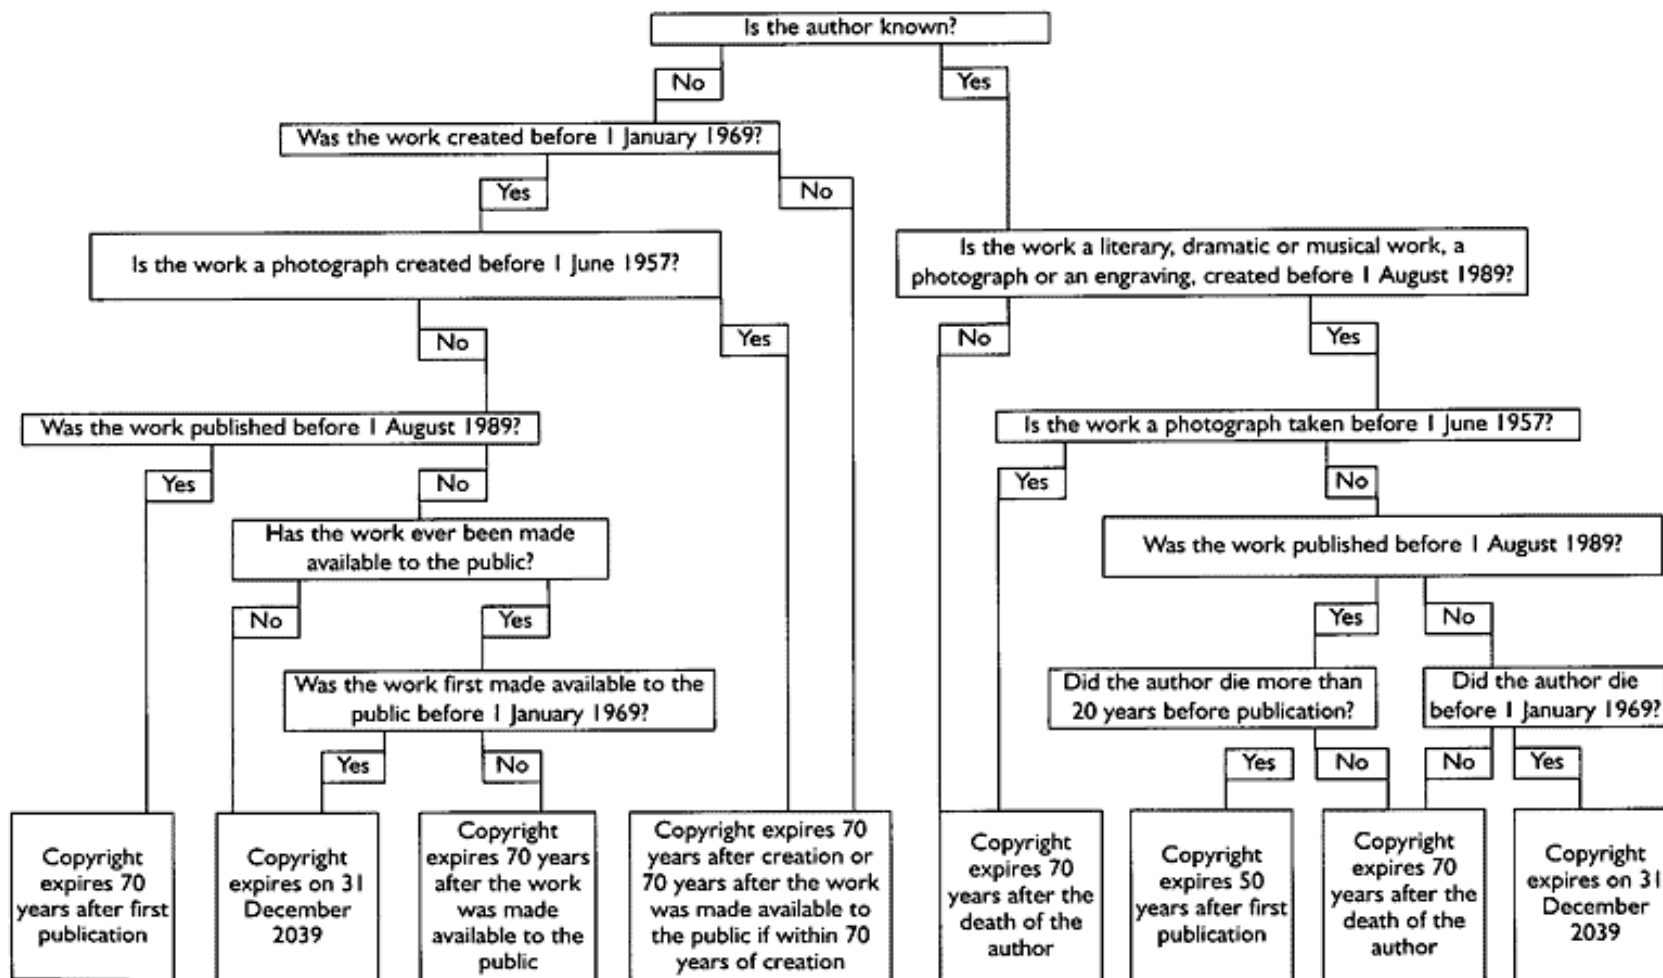 Is the author known?
No
Yes
Was the work created before 1 January 1969?
Yes
No
Is the work a photograph created before 1 June 1957?
Is the work a literary, dramatic or musical work, a
photograph or an engraving, created before 1 August 1989?
No
Yes
No
Yes
Was the work published before 1 August 1989?
Is the work a photograph taken before 1 June 1957?
Yes
No
Yes
No
Has the work ever been made
available to the public?
Was the work published before 1 August 1989?
No
Yes
Yes
No
Was the work first made available to the
public before 1 January 1969?
Did the author die more than
20 years before publication?
Did the author die
before 1 January 1969?
Yes
No
Yes
No
No
Yes
Copyright
expires 70
years after first
publication
Copyright
expires on 31
December
2039
Copyright
expires 70 years
after the work
was made
available to the
public
Copyright expires 70
years after creation or
70 years after the work
was made available to
the public if within 70
years of creation
Copyright
expires 70
years after the
death of the
author
Copyright
expires 50
years after first
publication
Copyright
expires 70
years after the
death of the
author
Copyright
expires on 31
December
2039